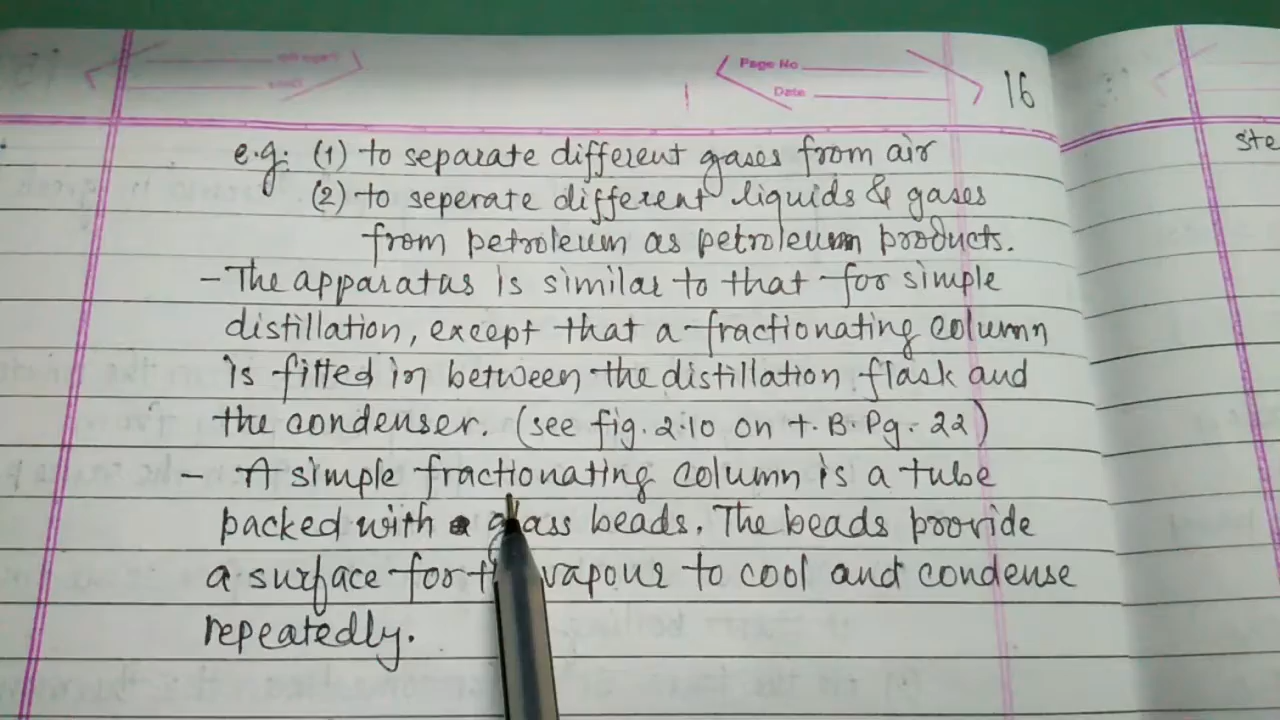 Page No
Date
16
e.g. (1) to separate different gases from air
(2) to seperate different liquids & gases
from petroleum as petroleum products.
- The apparatus is similar to that for simple
distillation, except that a fractionating column
is fitted in between the distillation flask and
the condenser. (see fig. 2.10 on t.B.Pg. 22)
- A simple fractionating column is a tube
packed with glass beads. The beads provide
a surface for the vapour to cool and condense
repeatedly.
ste